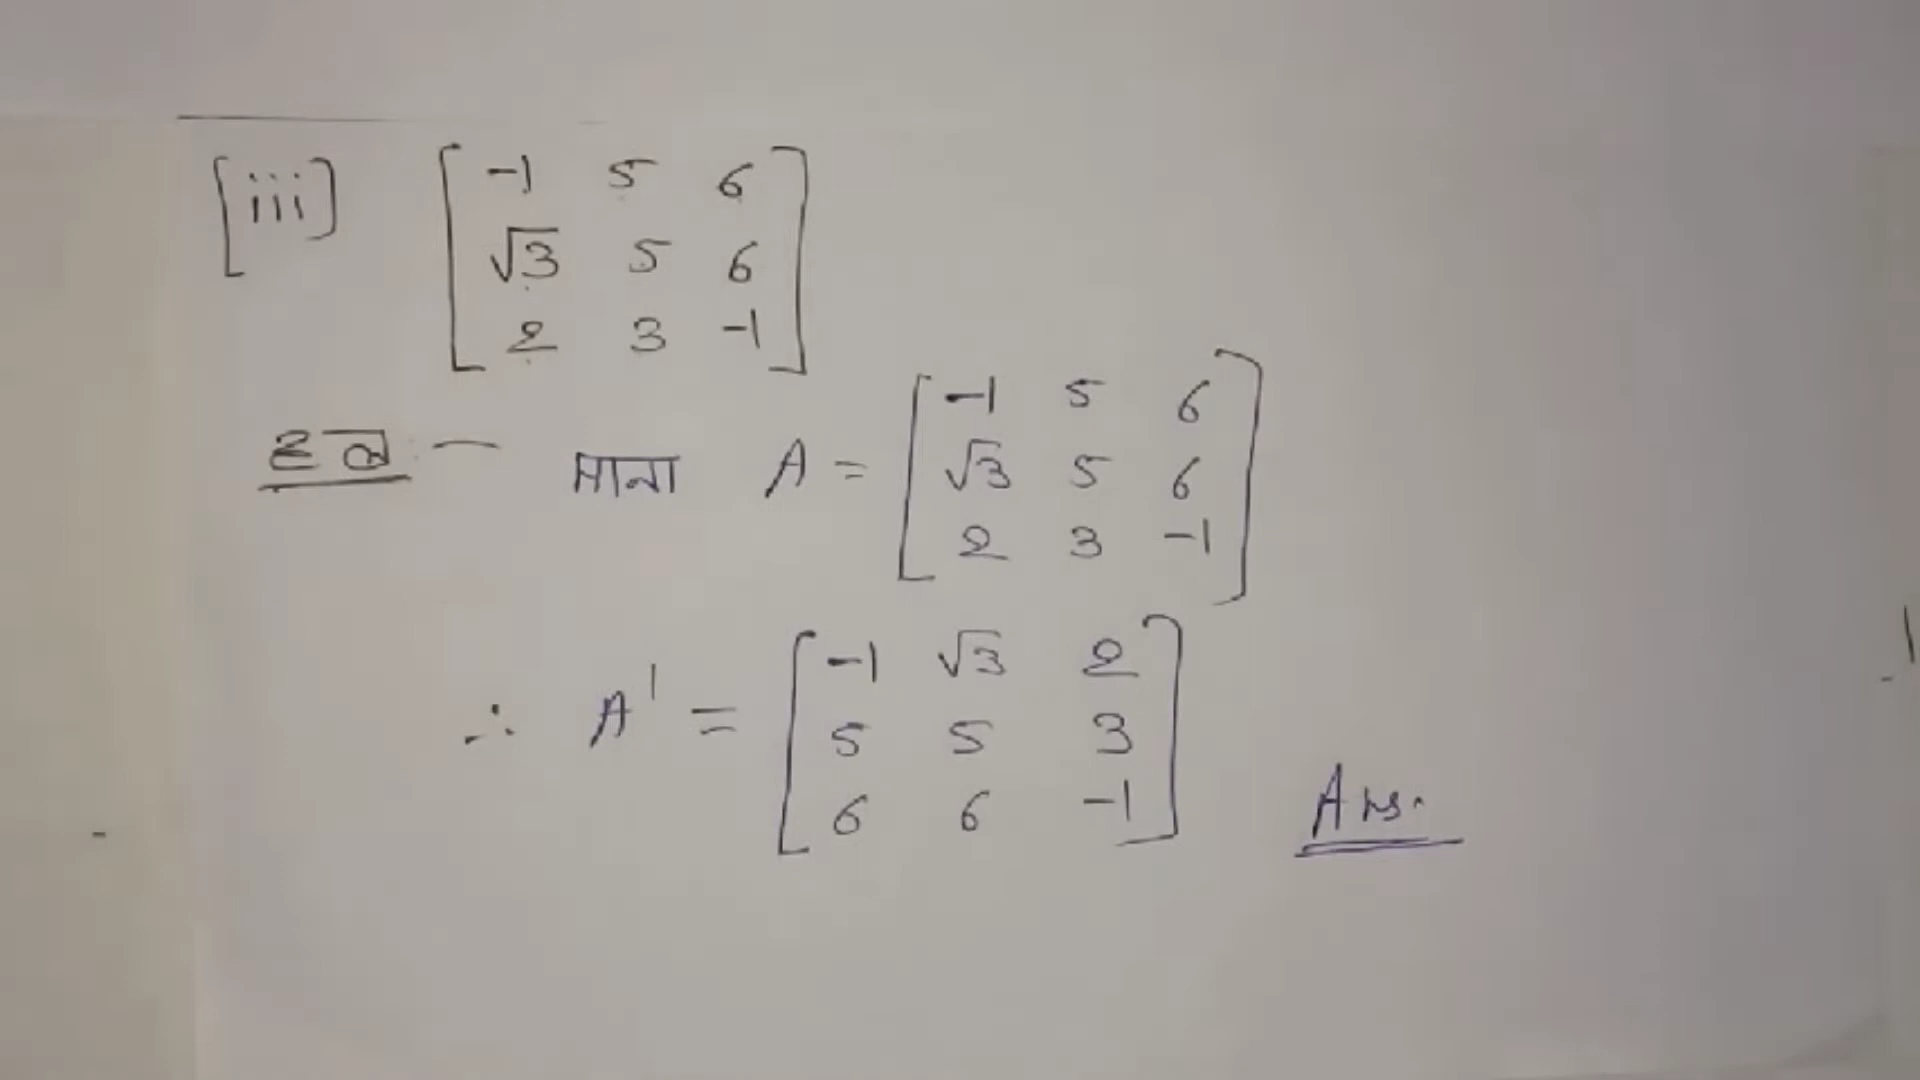 [iii] [ -1 5 6
√3 5 6
2 3 -1 ]
हल - माना A = [ -1 5 6
√3 5 6
2 3 -1 ]
∴ A' = [ -1 √3 2
5 5 3
6 6 -1 ]
Ans.